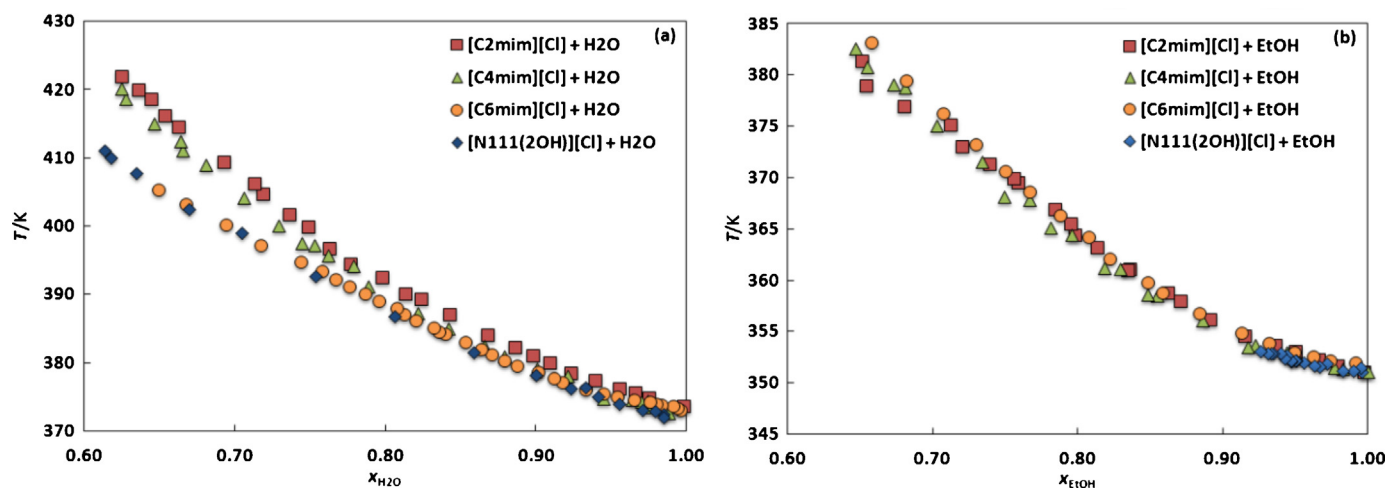 (a)
[C2mim][Cl] + H2O
[C4mim][Cl] + H2O
[C6mim][Cl] + H2O
[N111(2OH)][Cl] + H2O
430
420
410
400
390
380
370
T/K
0.60
0.70
0.80
0.90
1.00
xH2O
(b)
[C2mim][Cl] + EtOH
[C4mim][Cl] + EtOH
[C6mim][Cl] + EtOH
[N111(2OH)][Cl] + EtOH
385
380
375
370
365
360
355
350
345
T/K
0.60
0.70
0.80
0.90
1.00
xEtOH